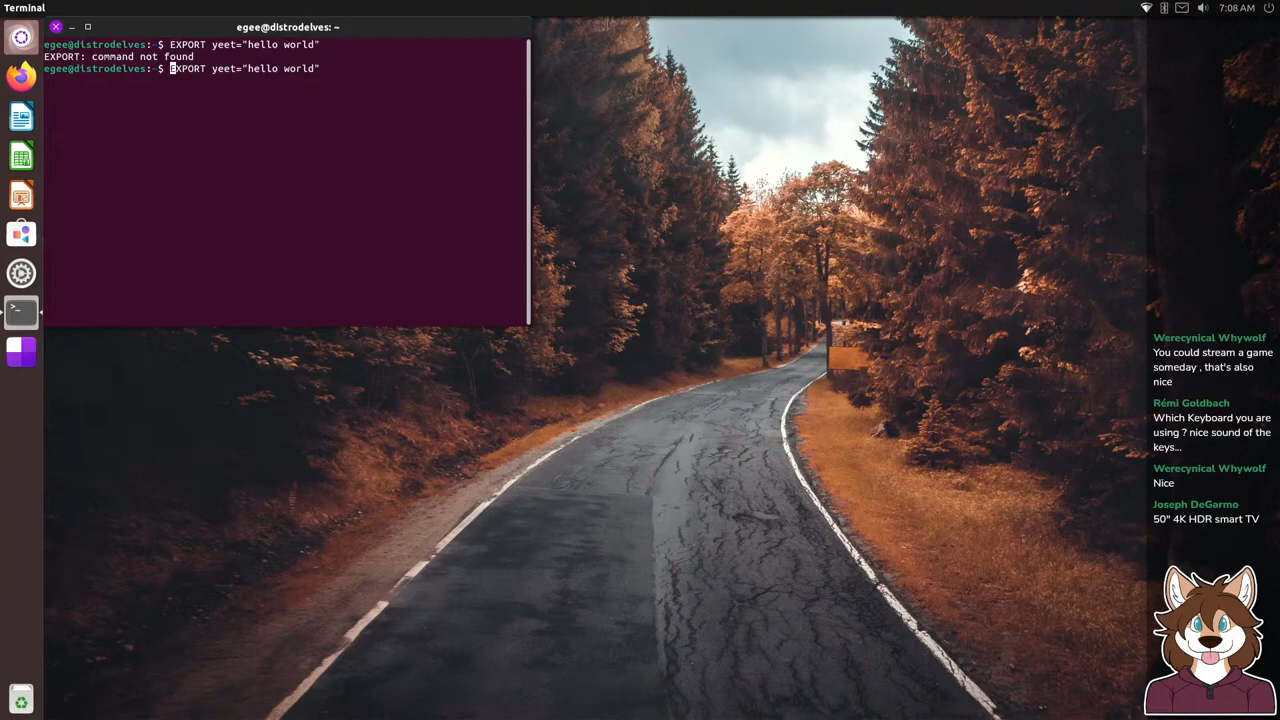 Terminal
7:08 AM
egee@distrodelves: ~
egee@distrodelves:~$ EXPORT yeet="hello world"
EXPORT: command not found
egee@distrodelves:~$ EXPORT yeet="hello world"
Werecynical Whywolf
You could stream a game
someday , that's also
nice
Rémi Goldbach
Which Keyboard you are
using ? nice sound of the
keys...
Werecynical Whywolf
Nice
Joseph DeGarmo
50" 4K HDR smart TV